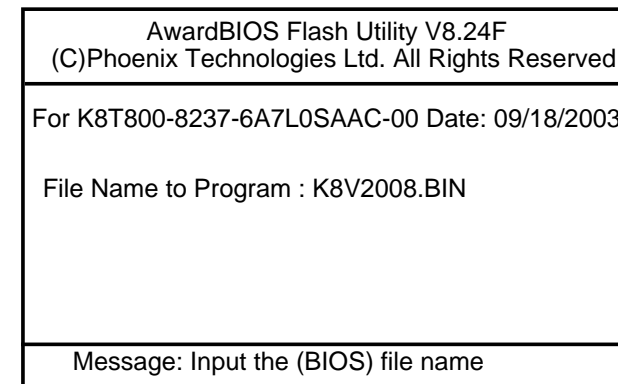 AwardBIOS Flash Utility V8.24F
(C)Phoenix Technologies Ltd. All Rights Reserved
For K8T800-8237-6A7L0SAAC-00 Date: 09/18/2003
File Name to Program : K8V2008.BIN
Message: Input the (BIOS) file name